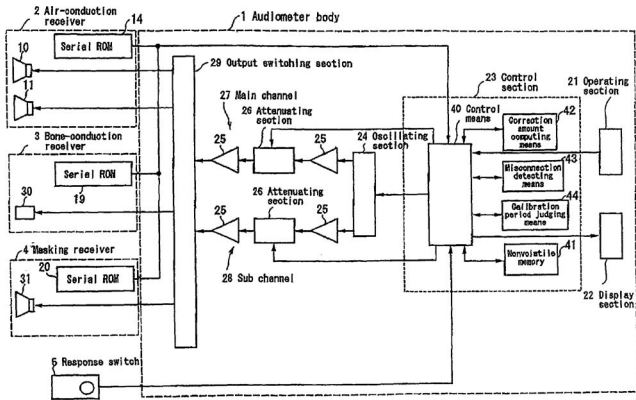 1 Audiometer body
2 Air-conduction receiver
14
Serial ROM
10
11
3 Bone-conduction receiver
Serial ROM
19
30
4 Masking receiver
20
Serial ROM
31
6 Response switch
29 Output switching section
27 Main channel
26 Attenuating section
25
25
24 Oscillating section
26 Attenuating section
25
25
28 Sub channel
23 Control section
40 Control means
42
Correction amount computing means
43
Misconnection detecting means
44
Calibration period judging means
41
Nonvolatile memory
21 Operating section
22 Display section